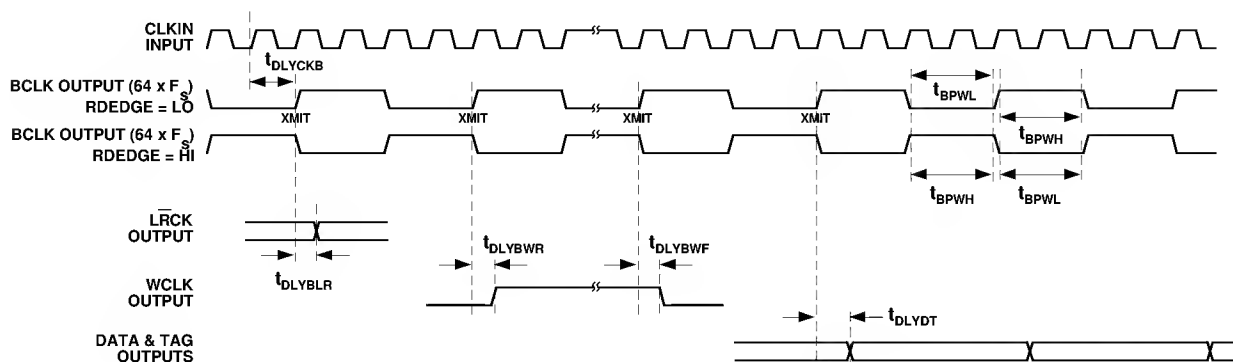 CLKIN
INPUT
tDLYCKB
BCLK OUTPUT (64 x FS)
RDEDGE = LO
tBPWL
XMIT XMIT XMIT XMIT
BCLK OUTPUT (64 x FS)
RDEDGE = HI
tBPWH
tBPWH tBPWL
LRCK
OUTPUT
tDLYBLR
tDLYBWR tDLYBWF
WCLK
OUTPUT
tDLYDT
DATA & TAG
OUTPUTS